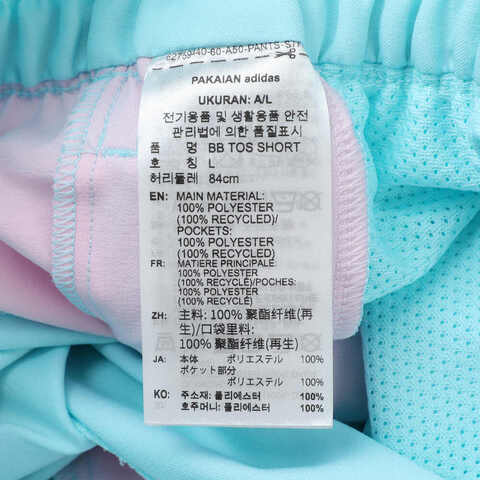 PAKAIAN adidas
UKURAN: A/L
전기용품 및 생활용품 안전
관리법에 의한 품질표시
품 명 BB TOS SHORT
호 칭 L
허리둘레 84cm
EN: MAIN MATERIAL:
100% POLYESTER
(100% RECYCLED)/
POCKETS:
100% POLYESTER
(100% RECYCLED)
FR: MATIÈRE PRINCIPALE:
100% POLYESTER
(100% RECYCLÉ)/POCHES:
100% POLYESTER
(100% RECYCLÉ)
ZH: 主料: 100% 聚酯纤维(再
生)/口袋里料:
100% 聚酯纤维(再生)
JA: 本体 ポリエステル 100%
ポケット部分
ポリエステル 100%
KO: 주소재: 폴리에스터 100%
호주머니: 폴리에스터 100%